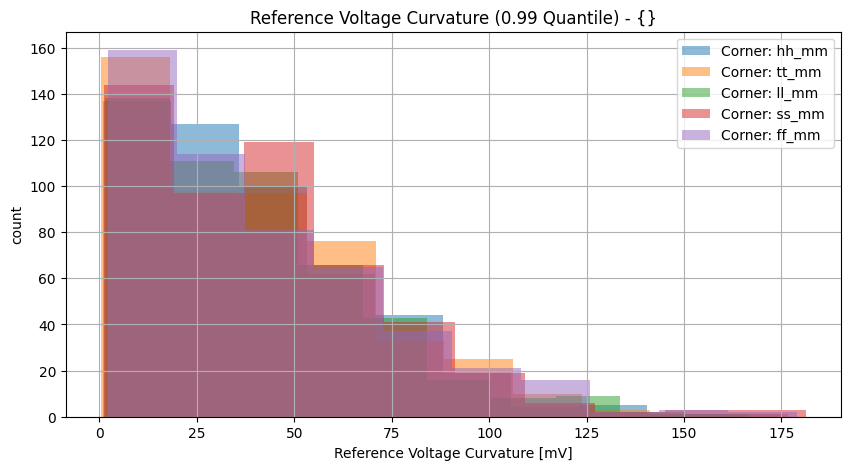 Reference Voltage Curvature (0.99 Quantile) - {}
160
140
120
100
80
60
40
20
0
count
Corner: hh_mm
Corner: tt_mm
Corner: ll_mm
Corner: ss_mm
Corner: ff_mm
0 25 50 75 100 125 150 175
Reference Voltage Curvature [mV]